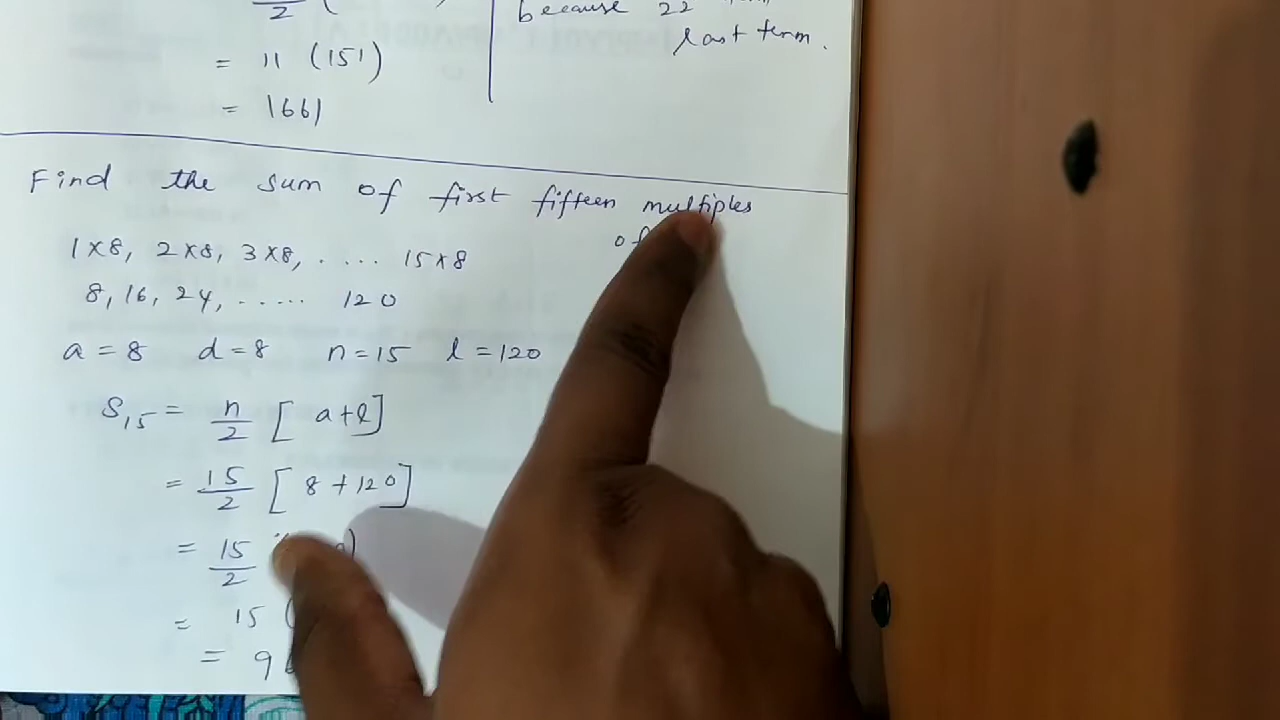 2 (
= 11 (151)
= 1661
because 22
last term.
Find the sum of first fifteen multiples
of
1×8, 2×8, 3×8, . .... 15×8
8, 16, 24, ...... 120
a = 8 d = 8 n = 15 l = 120
S15 = n/2 [a+l]
= 15/2 [8 + 120]
= 15/2
= 15 (
= 9